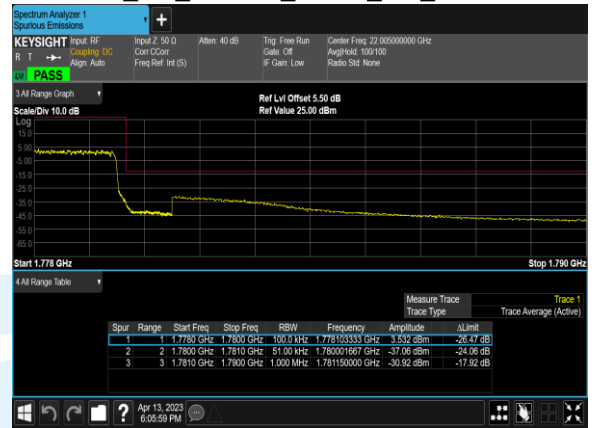 Spectrum Analyzer 1
Spurious Emissions
KEYSIGHT Input: RF Input Z: 50 Ω Atten: 40 dB Trig: Free Run Center Freq: 22.005000000 GHz
R T Coupling: DC Corr CCorr Gate: Off Avg|Hold: 100/100
Align: Auto Freq Ref: Int (S) IF Gain: Low Radio Std: None
PASS
3 All Range Graph
Ref Lvl Offset 5.50 dB
Scale/Div 10.0 dB Ref Value 25.00 dBm
Log
15.0
5.00
-5.00
-15.0
-25.0
-35.0
-45.0
-55.0
-65.0
Start 1.778 GHz Stop 1.790 GHz
4 All Range Table
Measure Trace Trace 1
Trace Type Trace Average (Active)
Spur Range Start Freq Stop Freq RBW Frequency Amplitude ΔLimit
1 1 1.7780 GHz 1.7800 GHz 100.0 kHz 1.778103333 GHz 3.532 dBm -26.47 dB
2 2 1.7800 GHz 1.7810 GHz 51.00 kHz 1.780001667 GHz -37.06 dBm -24.06 dB
3 3 1.7810 GHz 1.7900 GHz 1.000 MHz 1.781150000 GHz -30.92 dBm -17.92 dB
Apr 13, 2023
6:05:59 PM